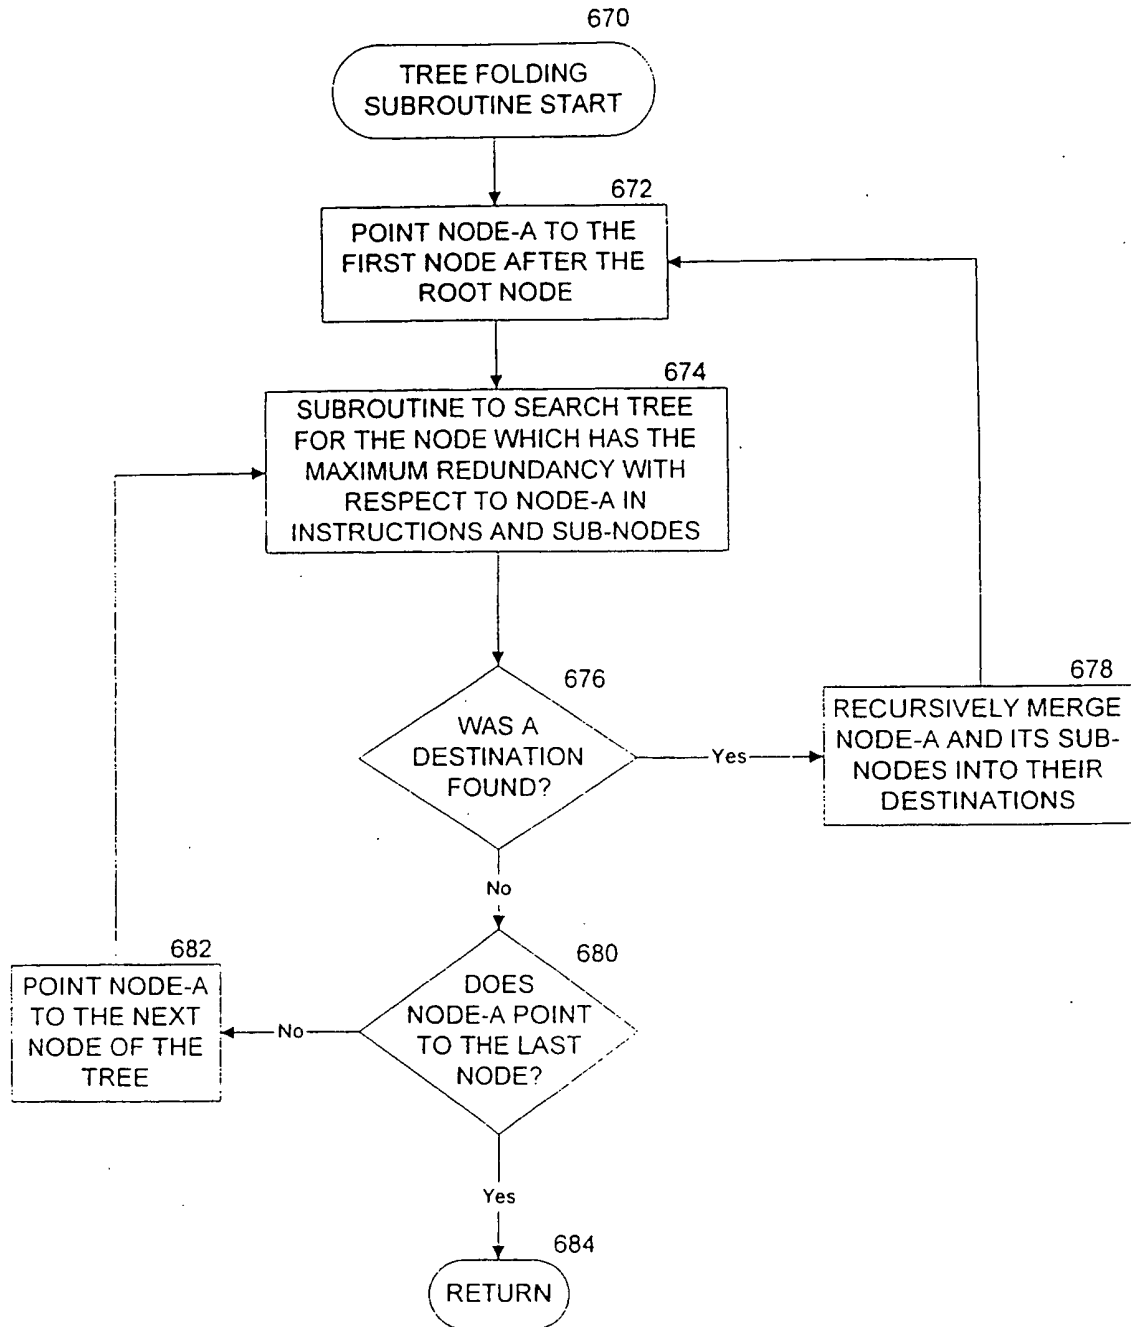 670
TREE FOLDING
SUBROUTINE START
672
POINT NODE-A TO THE
FIRST NODE AFTER THE
ROOT NODE
674
SUBROUTINE TO SEARCH TREE
FOR THE NODE WHICH HAS THE
MAXIMUM REDUNDANCY WITH
RESPECT TO NODE-A IN
INSTRUCTIONS AND SUB-NODES
676
WAS A
DESTINATION
FOUND?
Yes
678
RECURSIVELY MERGE
NODE-A AND ITS SUB-
NODES INTO THEIR
DESTINATIONS
No
680
DOES
NODE-A POINT
TO THE LAST
NODE?
No
682
POINT NODE-A
TO THE NEXT
NODE OF THE
TREE
Yes
684
RETURN